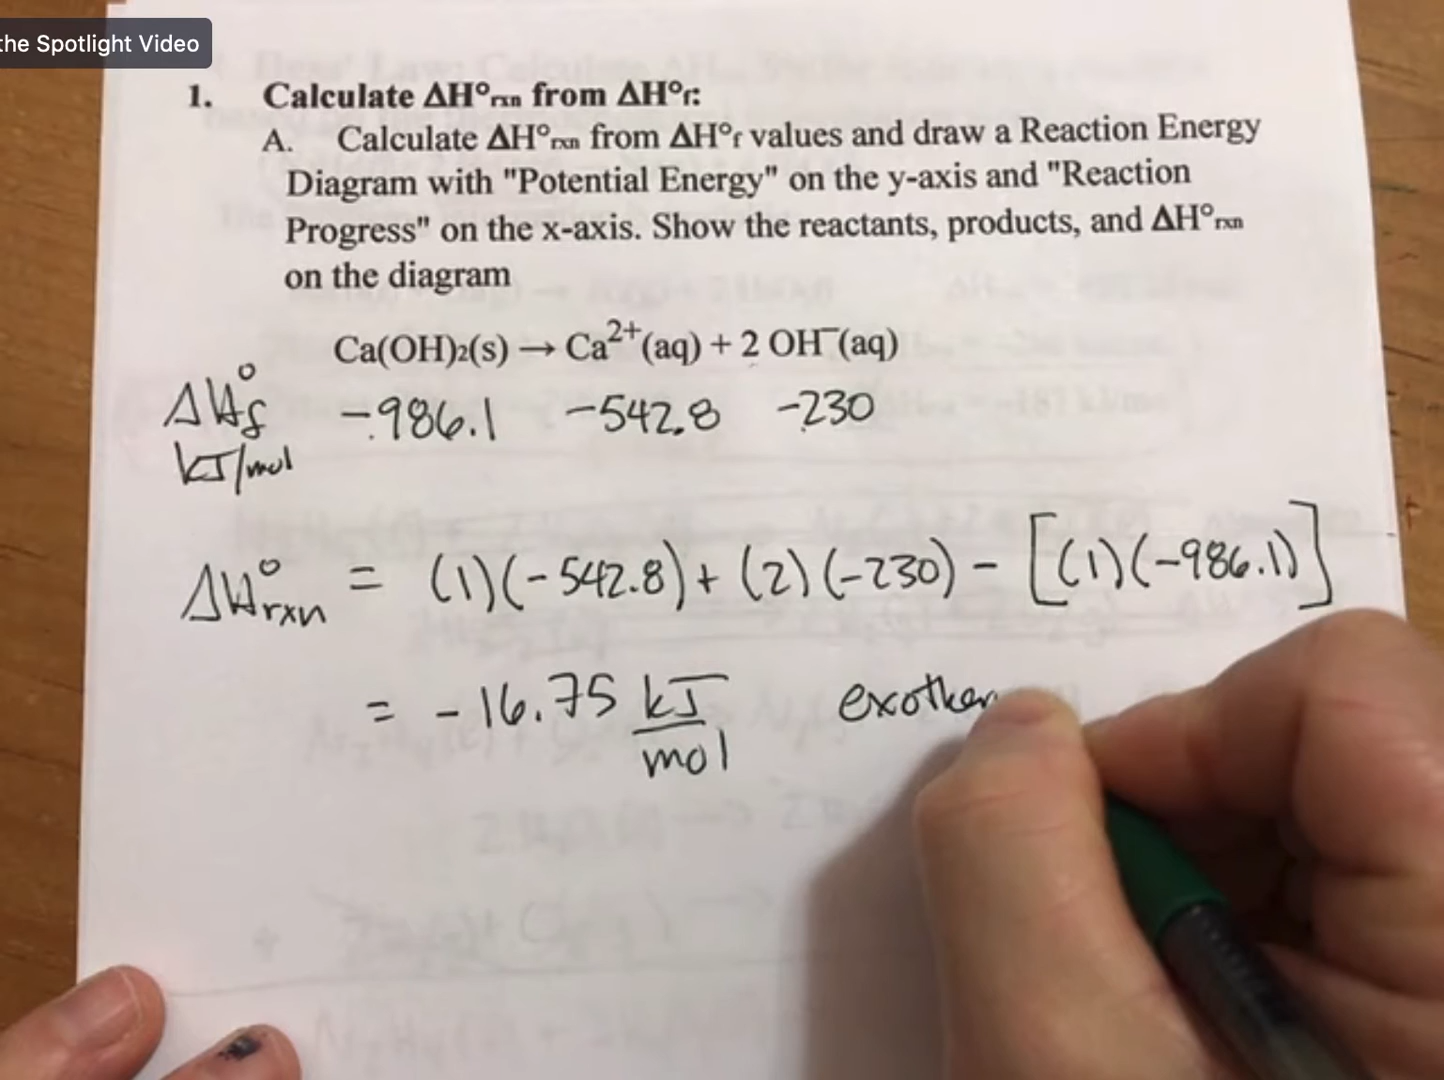 the Spotlight Video
1. Calculate ΔH°rxn from ΔH°f:
A. Calculate ΔH°rxn from ΔH°f values and draw a Reaction Energy
Diagram with "Potential Energy" on the y-axis and "Reaction
Progress" on the x-axis. Show the reactants, products, and ΔH°rxn
on the diagram
Ca(OH)2(s) → Ca²⁺(aq) + 2 OH⁻(aq)
ΔH°f -986.1 -542.8 -230
kJ/mol
ΔH°rxn = (1)(-542.8) + (2)(-230) - [(1)(-986.1)]
= -16.75 kJ/mol exother